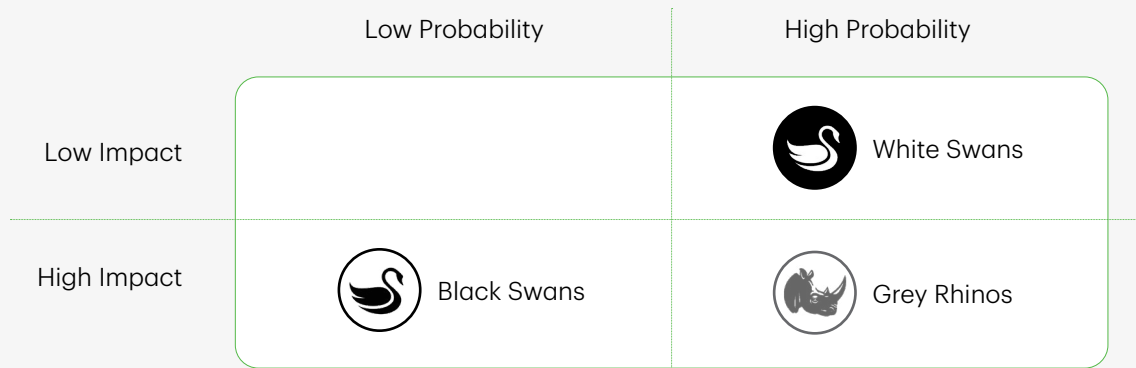 Low Probability
High Probability
Low Impact
White Swans
High Impact
Black Swans
Grey Rhinos